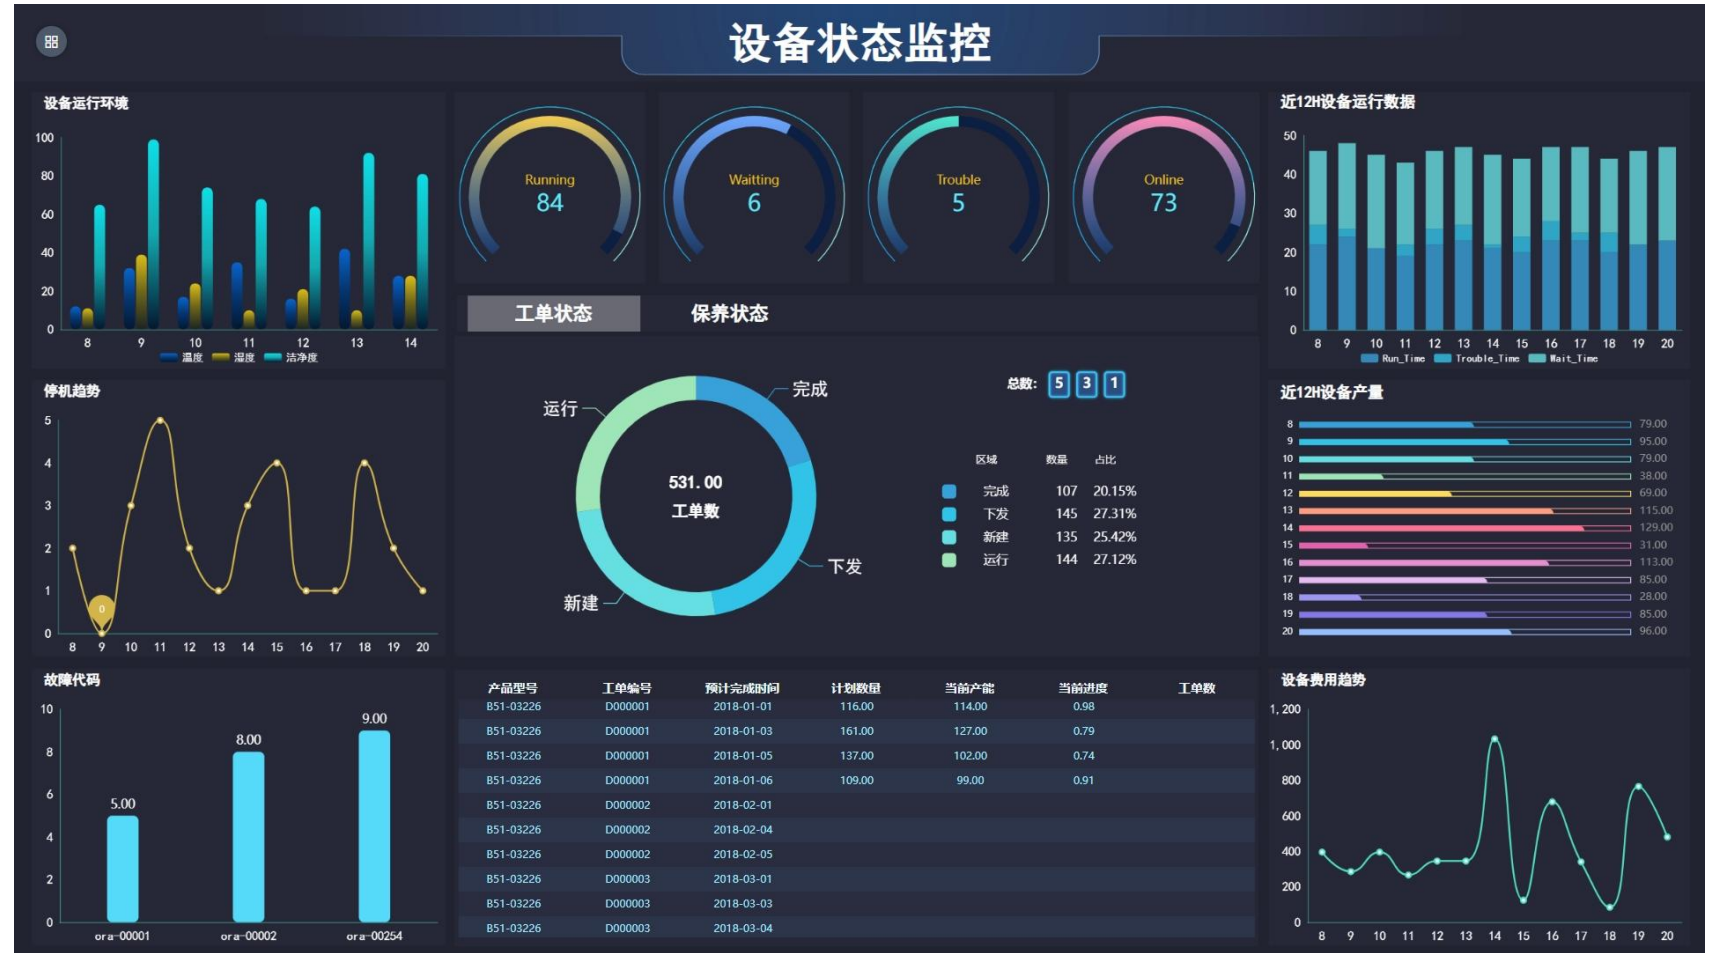 设备状态监控
设备运行环境
100
80
60
40
20
0
8 9 10 11 12 13 14
温度 湿度 洁净度
Running
84
Waitting
6
Trouble
5
Online
73
近12H设备运行数据
50
40
30
20
10
0
8 9 10 11 12 13 14 15 16 17 18 19 20
Run_Time Trouble_Time Wait_Time
工单状态 保养状态
停机趋势
5
4
3
2
1
0
0
8 9 10 11 12 13 14 15 16 17 18 19 20
完成
运行
531.00
工单数
下发
新建
总数: 5 3 1
区域 数量 占比
完成 107 20.15%
下发 145 27.31%
新建 135 25.42%
运行 144 27.12%
近12H设备产量
8 79.00
9 95.00
10 79.00
11 38.00
12 69.00
13 115.00
14 129.00
15 31.00
16 113.00
17 85.00
18 28.00
19 85.00
20 96.00
故障代码
10
8
6
4
2
0
5.00
8.00
9.00
ora-00001 ora-00002 ora-00254
产品型号 工单编号 预计完成时间 计划数量 当前产能 当前进度 工单数
B51-03226 D000001 2018-01-01 116.00 114.00 0.98
B51-03226 D000001 2018-01-03 161.00 127.00 0.79
B51-03226 D000001 2018-01-05 137.00 102.00 0.74
B51-03226 D000001 2018-01-06 109.00 99.00 0.91
B51-03226 D000002 2018-02-01
B51-03226 D000002 2018-02-04
B51-03226 D000002 2018-02-05
B51-03226 D000003 2018-03-01
B51-03226 D000003 2018-03-03
B51-03226 D000003 2018-03-04
设备费用趋势
1,200
1,000
800
600
400
200
0
8 9 10 11 12 13 14 15 16 17 18 19 20